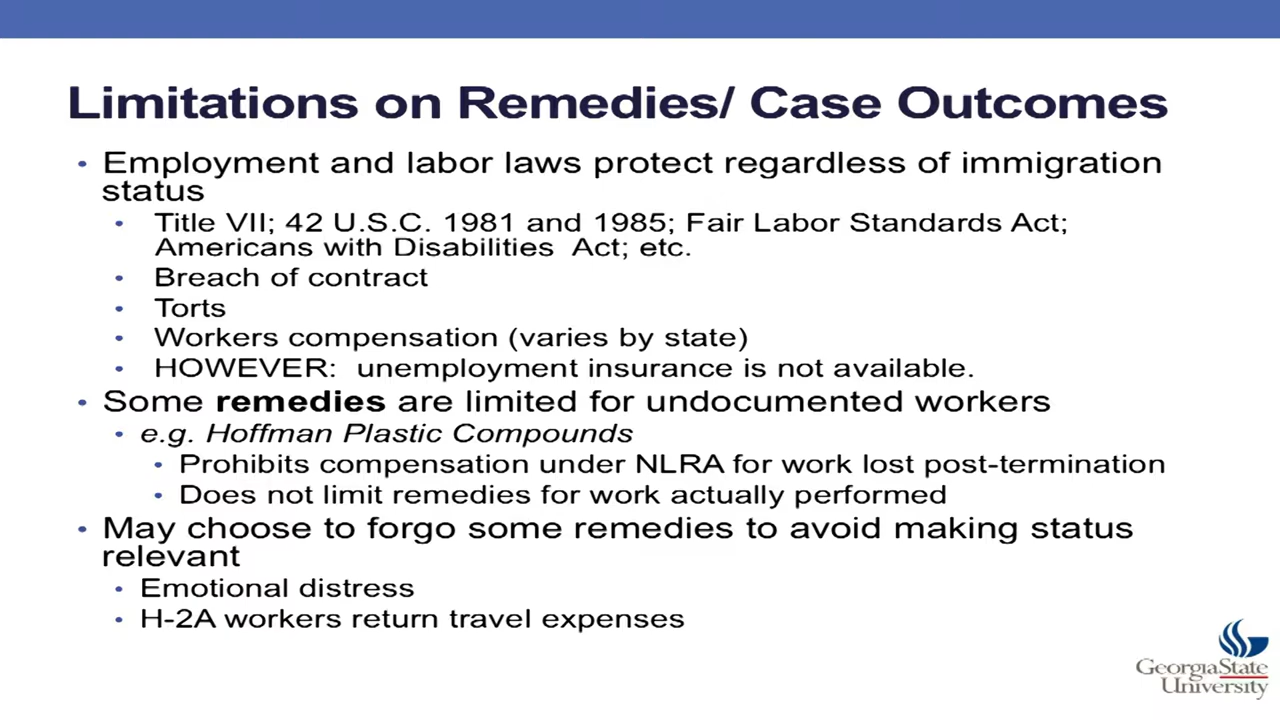 Limitations on Remedies/ Case Outcomes
• Employment and labor laws protect regardless of immigration
status
• Title VII; 42 U.S.C. 1981 and 1985; Fair Labor Standards Act;
Americans with Disabilities Act; etc.
• Breach of contract
• Torts
• Workers compensation (varies by state)
• HOWEVER: unemployment insurance is not available.
• Some remedies are limited for undocumented workers
• e.g. Hoffman Plastic Compounds
• Prohibits compensation under NLRA for work lost post-termination
• Does not limit remedies for work actually performed
• May choose to forgo some remedies to avoid making status
relevant
• Emotional distress
• H-2A workers return travel expenses
GeorgiaState
University